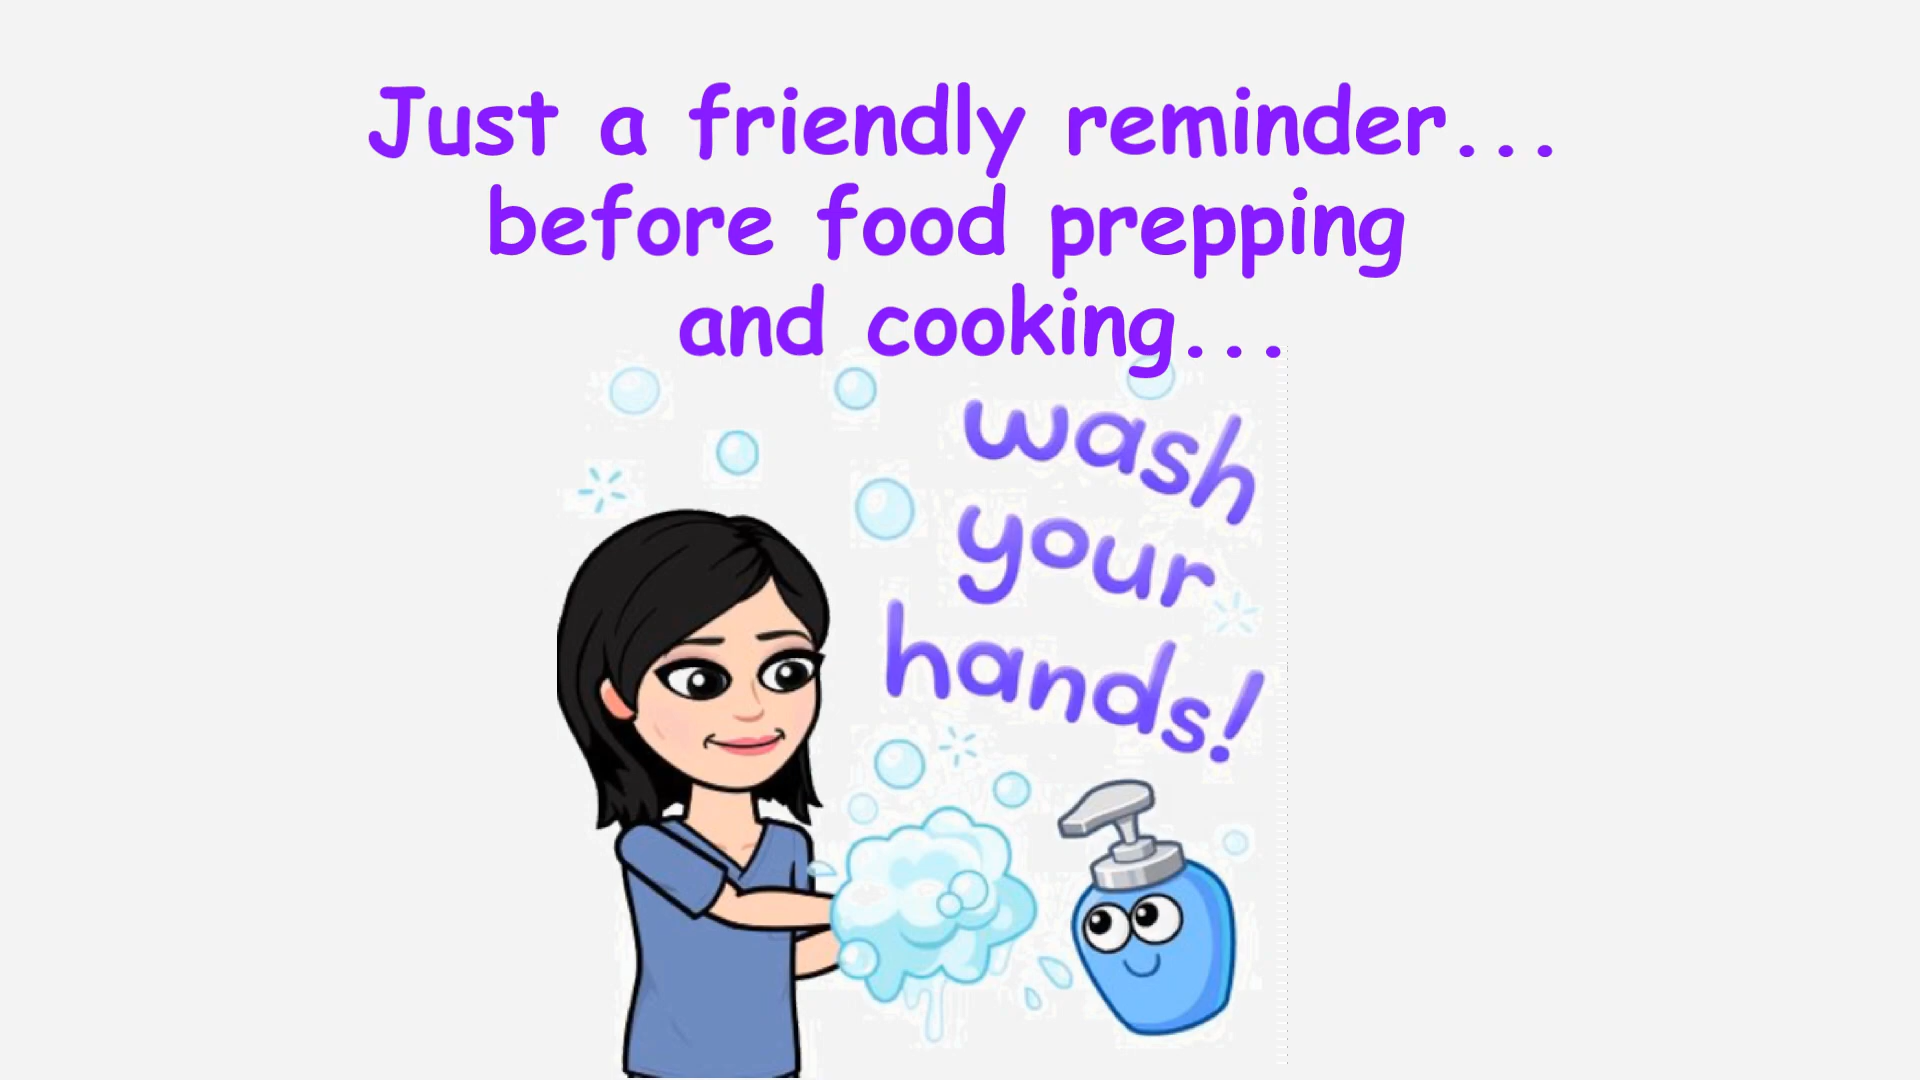 Just a friendly reminder...
before food prepping
and cooking...
wash
your
hands!